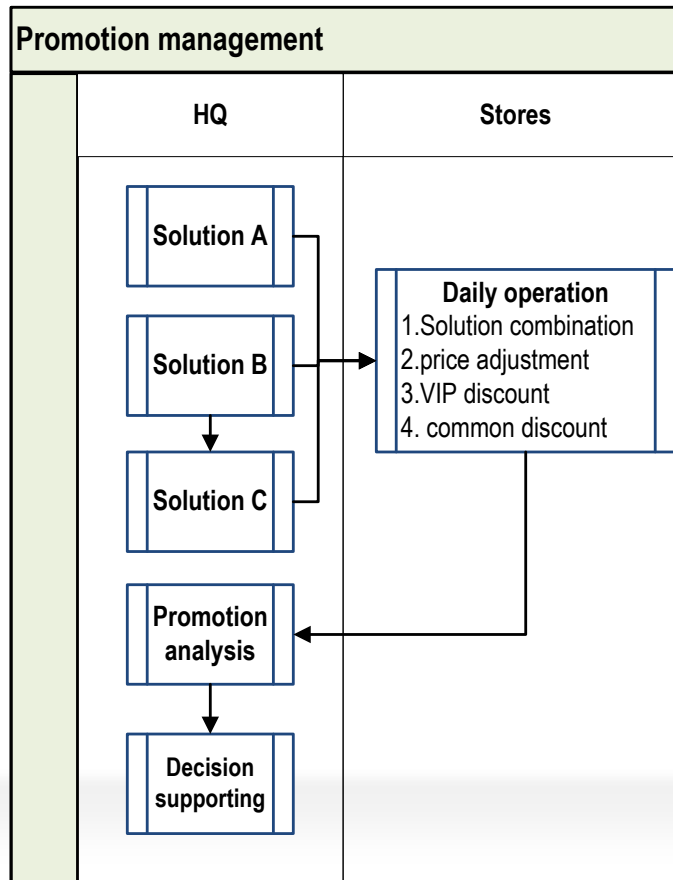 Promotion management
HQ
Stores
Solution A
Solution B
Solution C
Daily operation
1.Solution combination
2.price adjustment
3.VIP discount
4. common discount
Promotion
analysis
Decision
supporting